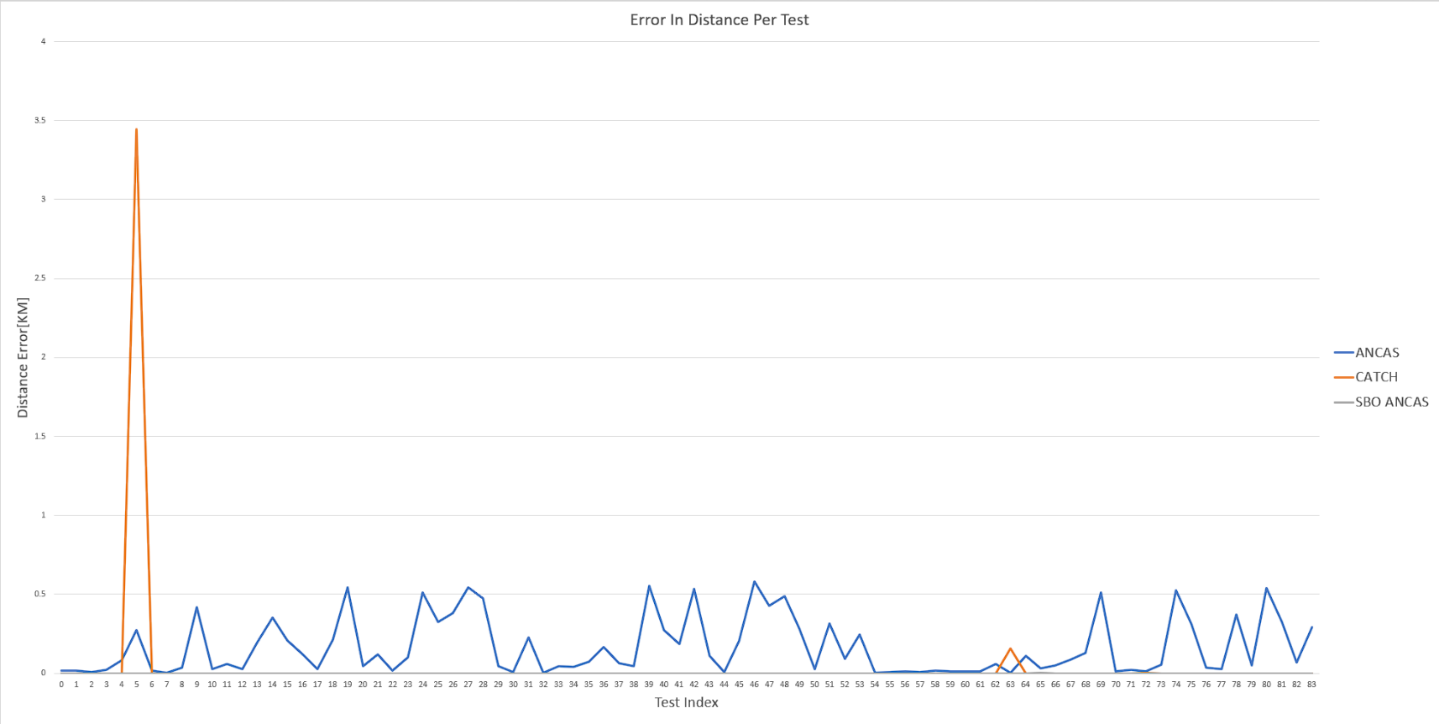 Error In Distance Per Test
4
3.5
3
2.5
2
1.5
1
0.5
0
Distance Error[KM]
0 1 2 3 4 5 6 7 8 9 10 11 12 13 14 15 16 17 18 19 20 21 22 23 24 25 26 27 28 29 30 31 32 33 34 35 36 37 38 39 40 41 42 43 44 45 46 47 48 49 50 51 52 53 54 55 56 57 58 59 60 61 62 63 64 65 66 67 68 69 70 71 72 73 74 75 76 77 78 79 80 81 82 83
Test Index
ANCAS
CATCH
SBO ANCAS